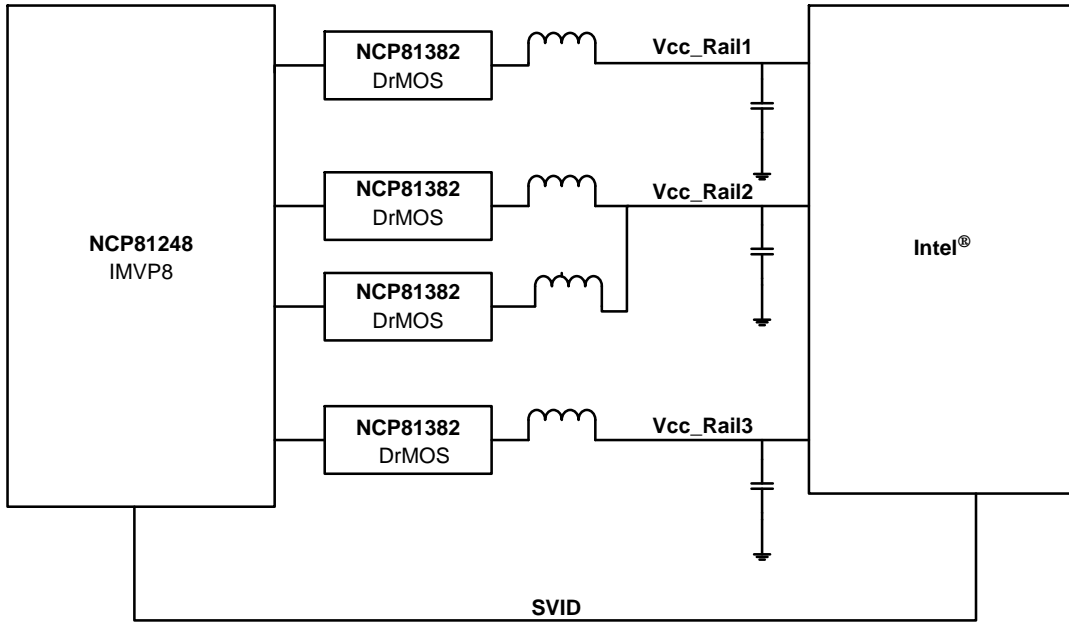 NCP81382
DrMOS
Vcc_Rail1
NCP81382
DrMOS
Vcc_Rail2
NCP81248
IMVP8
Intel®
NCP81382
DrMOS
NCP81382
DrMOS
Vcc_Rail3
SVID